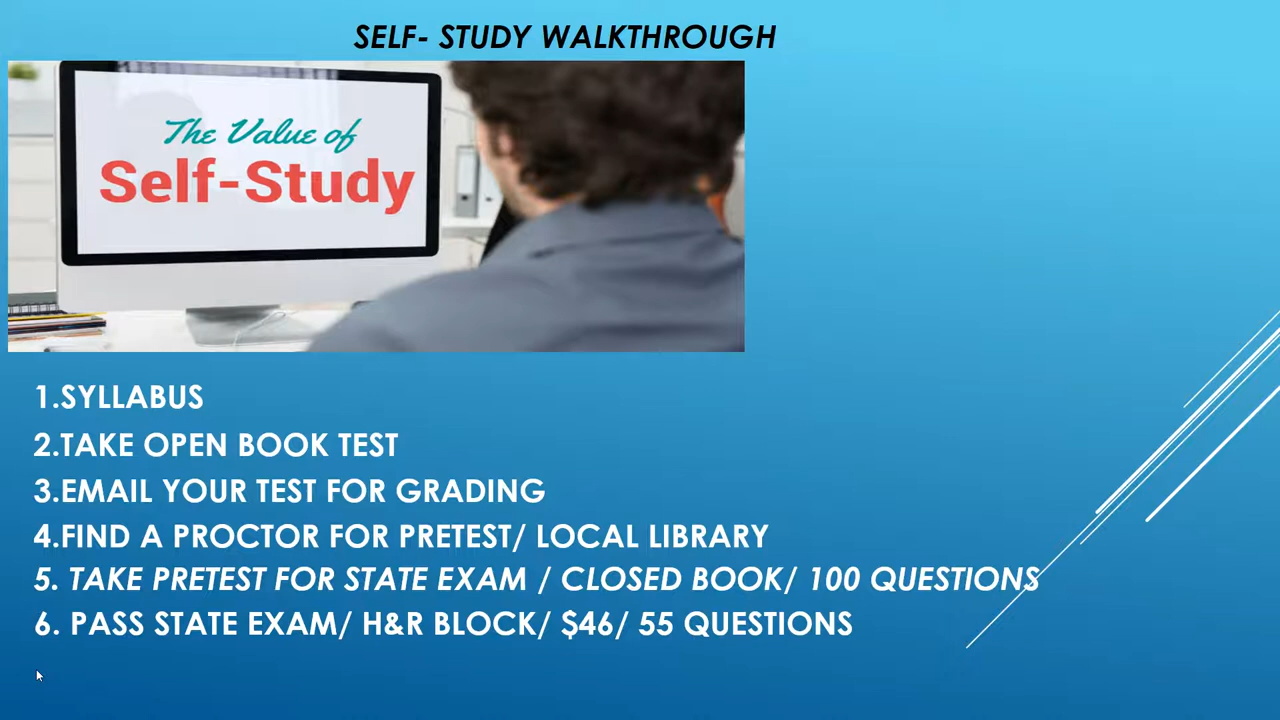 SELF- STUDY WALKTHROUGH
The Value of
Self-Study
1.SYLLABUS
2.TAKE OPEN BOOK TEST
3.EMAIL YOUR TEST FOR GRADING
4.FIND A PROCTOR FOR PRETEST/ LOCAL LIBRARY
5. TAKE PRETEST FOR STATE EXAM / CLOSED BOOK/ 100 QUESTIONS
6. PASS STATE EXAM/ H&R BLOCK/ $46/ 55 QUESTIONS